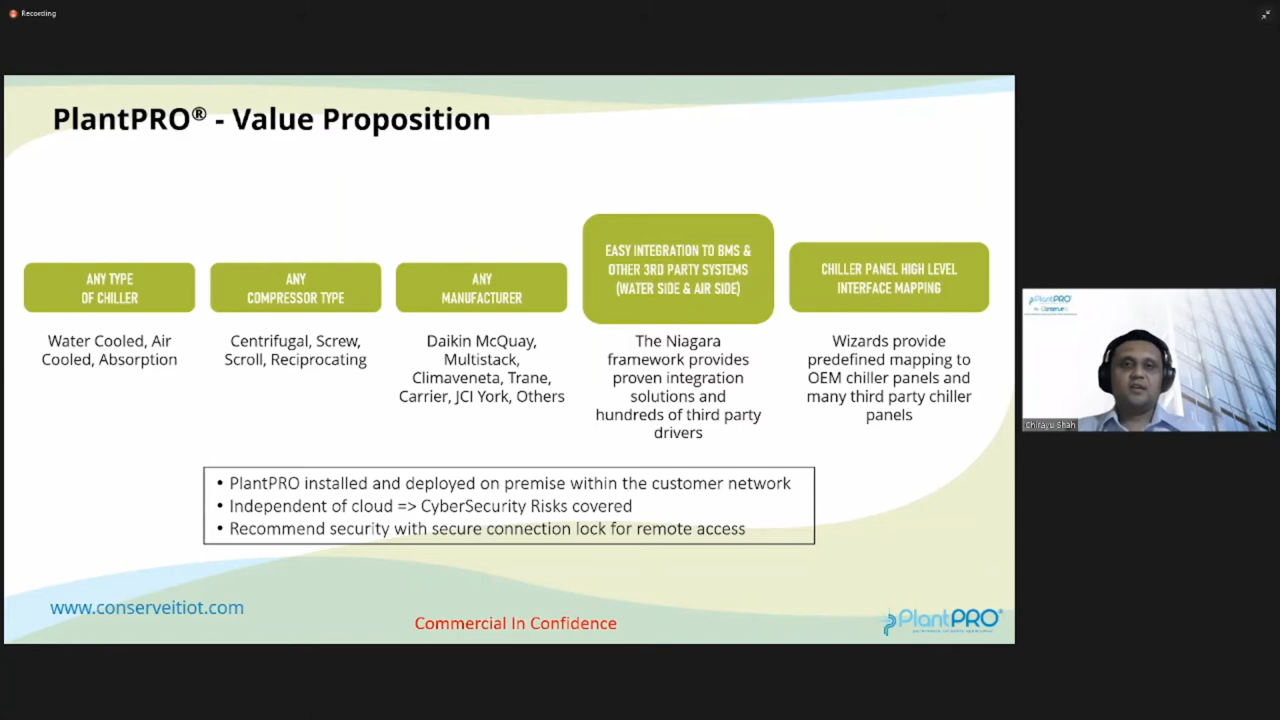 Recording
PlantPRO® - Value Proposition
ANY TYPE
OF CHILLER
Water Cooled, Air
Cooled, Absorption
ANY
COMPRESSOR TYPE
Centrifugal, Screw,
Scroll, Reciprocating
ANY
MANUFACTURER
Daikin McQuay,
Multistack,
Climaveneta, Trane,
Carrier, JCI York, Others
EASY INTEGRATION TO BMS &
OTHER 3RD PARTY SYSTEMS
(WATER SIDE & AIR SIDE)
The Niagara
framework provides
proven integration
solutions and
hundreds of third party
drivers
CHILLER PANEL HIGH LEVEL
INTERFACE MAPPING
Wizards provide
predefined mapping to
OEM chiller panels and
many third party chiller
panels
• PlantPRO installed and deployed on premise within the customer network
• Independent of cloud => CyberSecurity Risks covered
• Recommend security with secure connection lock for remote access
www.conserveitiot.com
Commercial In Confidence
PlantPRO®
PlantPRO
Chirayu Shah